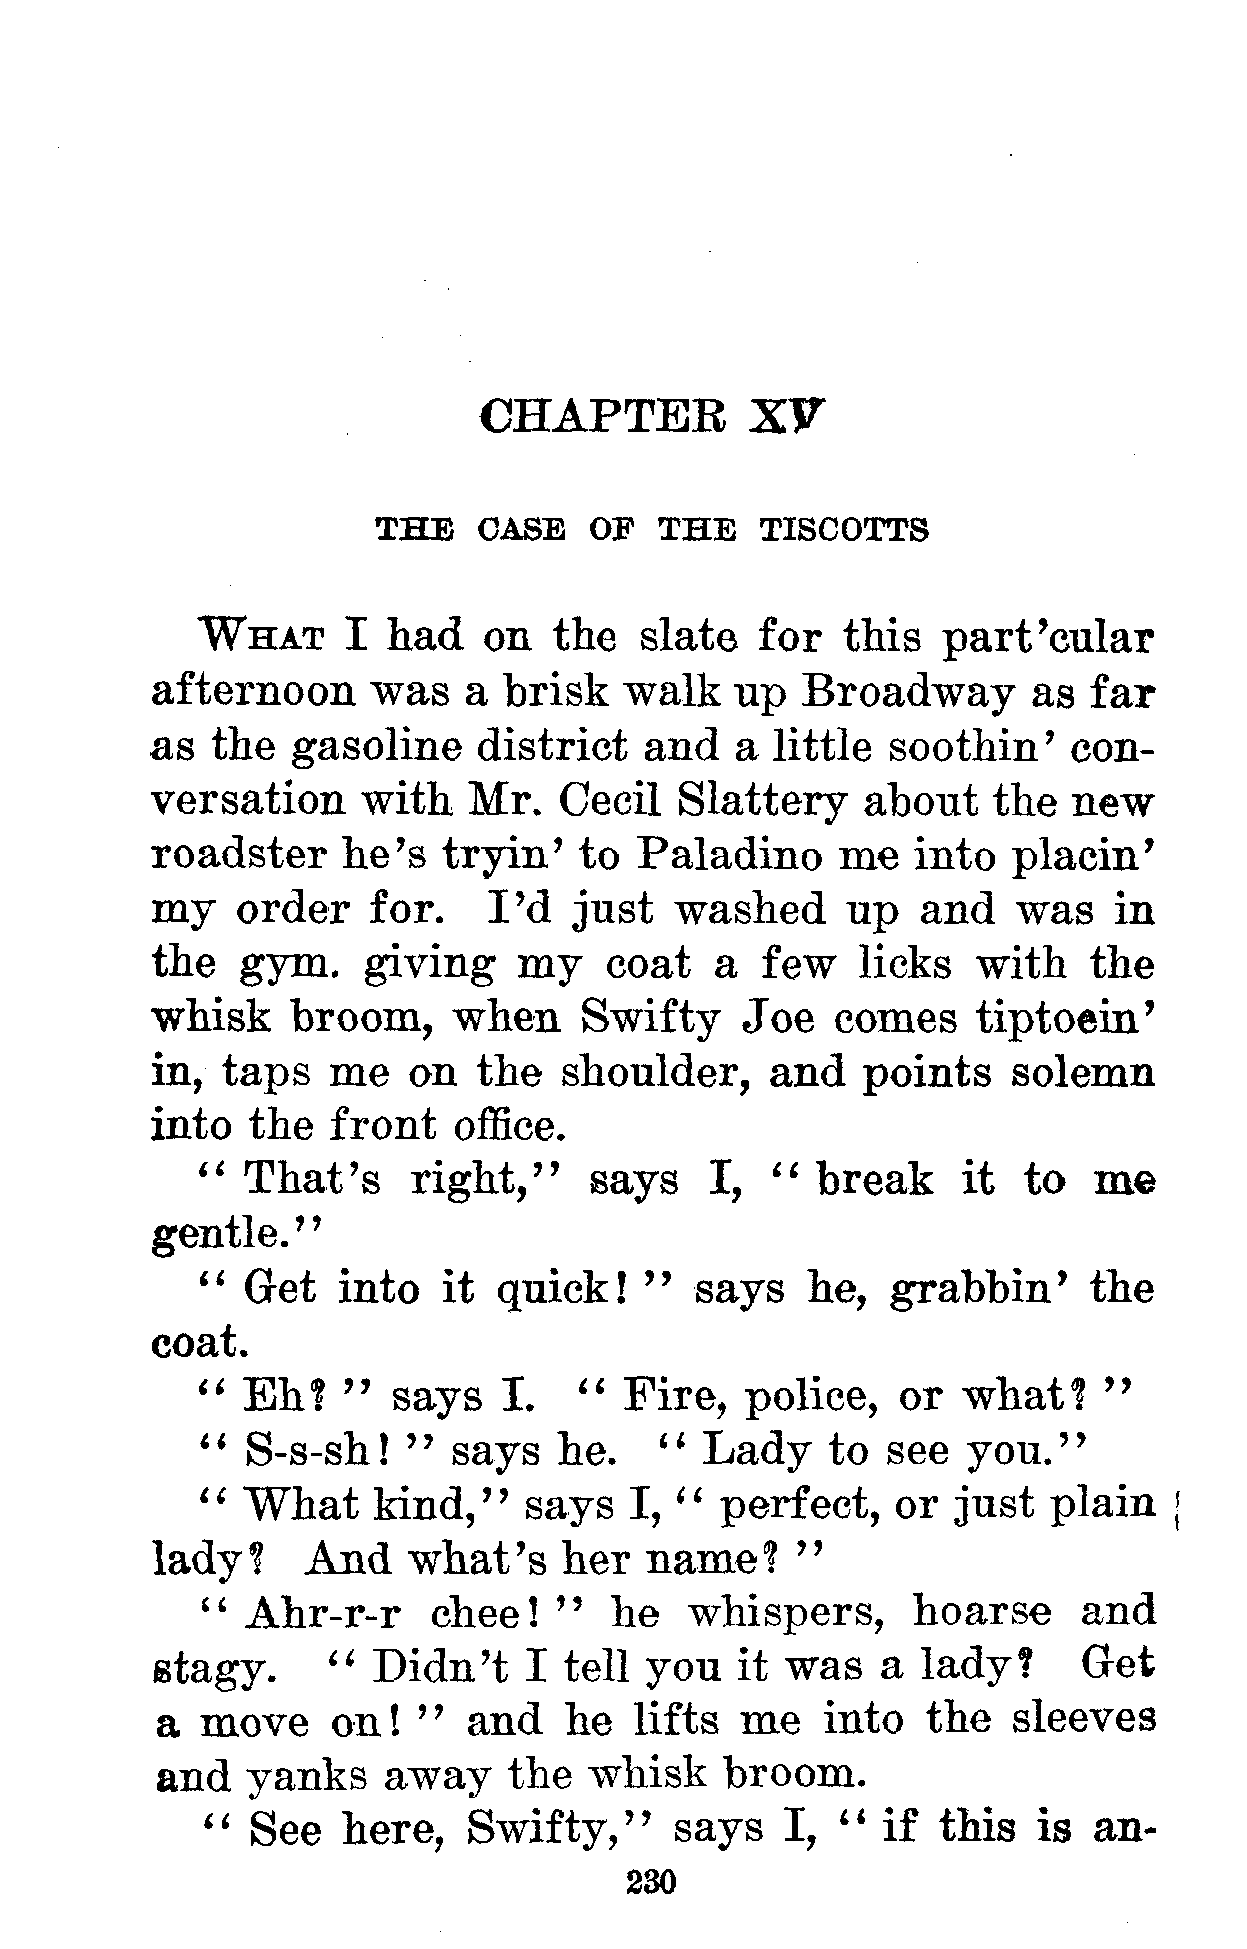 CHAPTER XV
THE CASE OF THE TISCOTTS
WHAT I had on the slate for this part'cular
afternoon was a brisk walk up Broadway as far
as the gasoline district and a little soothin' con-
versation with Mr. Cecil Slattery about the new
roadster he's tryin' to Paladino me into placin'
my order for. I'd just washed up and was in
the gym. giving my coat a few licks with the
whisk broom, when Swifty Joe comes tiptoein'
in, taps me on the shoulder, and points solemn
into the front office.
" That's right," says I, " break it to me
gentle."
" Get into it quick! " says he, grabbin' the
coat.
" Eh? " says I. " Fire, police, or what? "
" S-s-sh! " says he. " Lady to see you."
" What kind," says I, " perfect, or just plain
lady? And what's her name? "
" Ahr-r-r chee! " he whispers, hoarse and
stagy. " Didn't I tell you it was a lady? Get
a move on! " and he lifts me into the sleeves
and yanks away the whisk broom.
" See here, Swifty," says I, " if this is an-
230